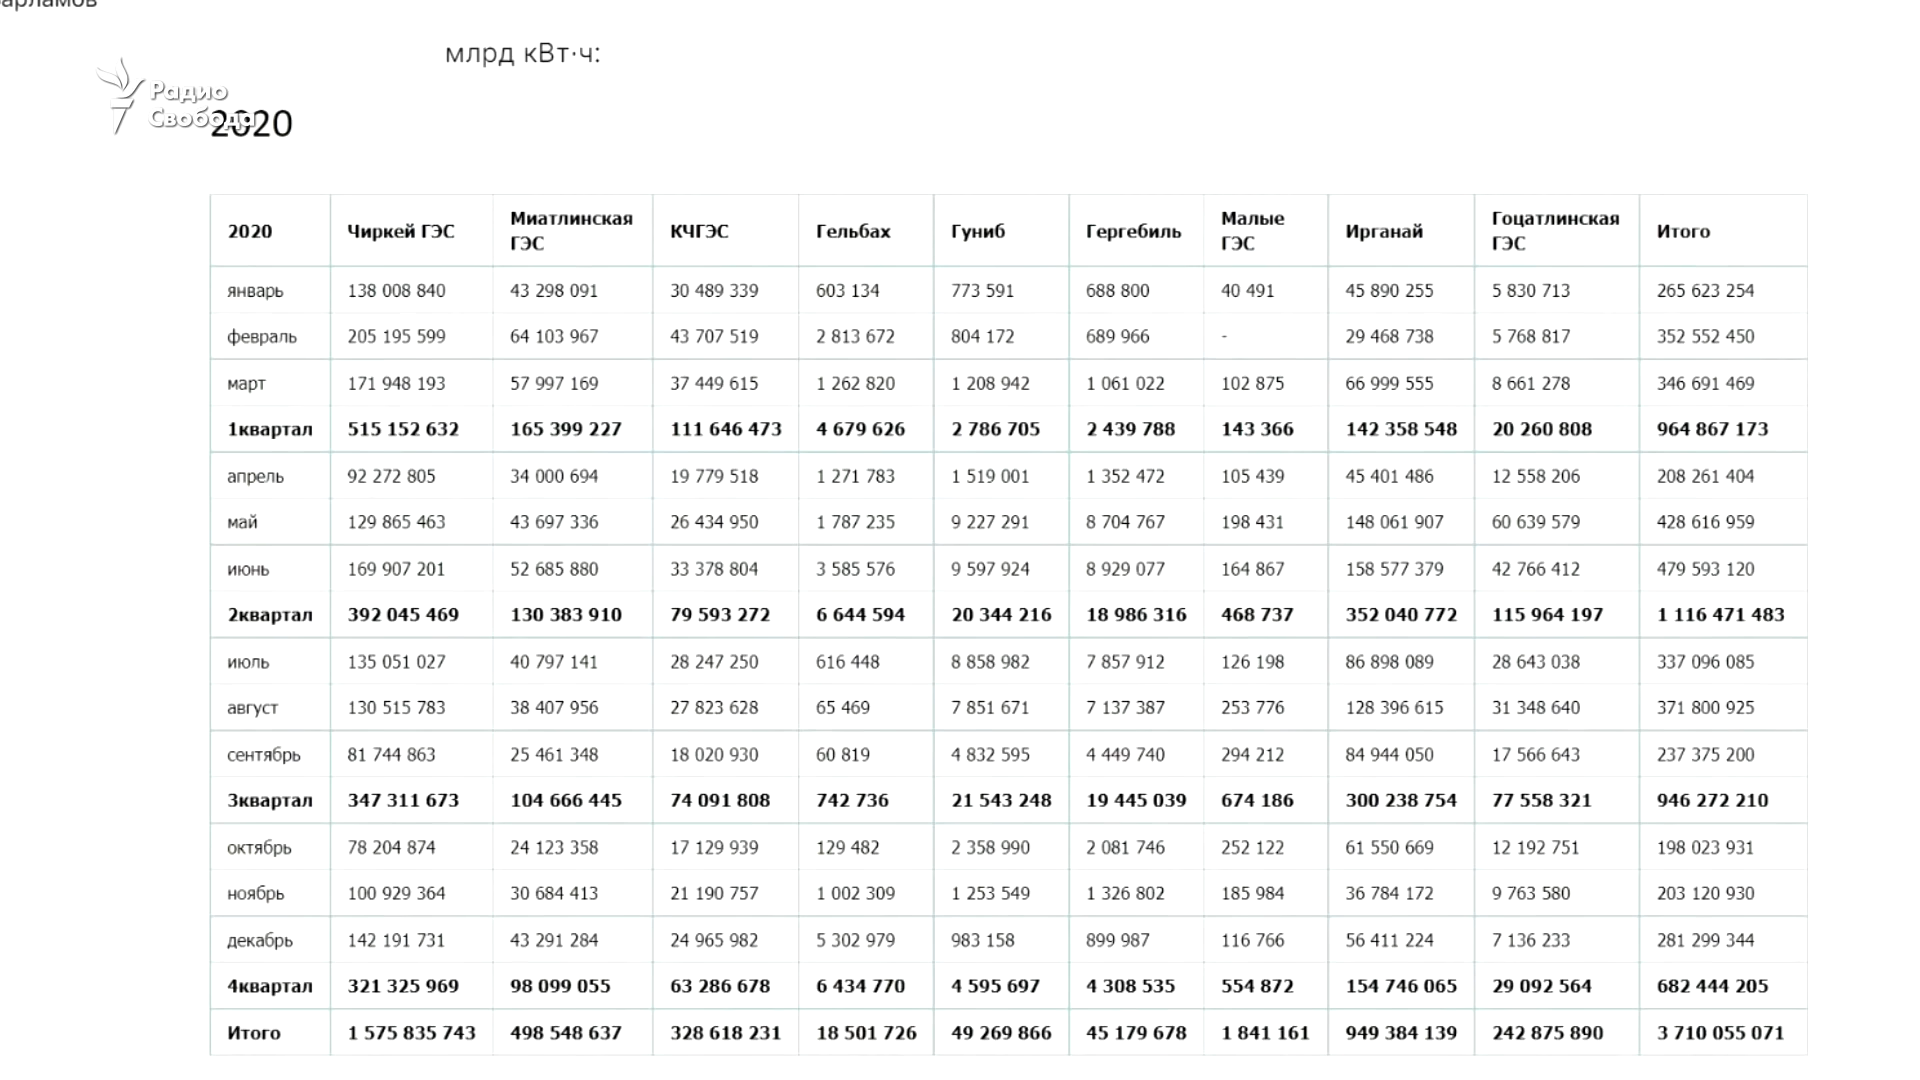 млрд кВт·ч:
Радио
Свобода
2020
2020 Чиркей ГЭС Миатлинская ГЭС КЧГЭС Гельбах Гуниб Гергебиль Малые ГЭС Ирганай Гоцатлинская ГЭС Итого
январь 138 008 840 43 298 091 30 489 339 603 134 773 591 688 800 40 491 45 890 255 5 830 713 265 623 254
февраль 205 195 599 64 103 967 43 707 519 2 813 672 804 172 689 966 - 29 468 738 5 768 817 352 552 450
март 171 948 193 57 997 169 37 449 615 1 262 820 1 208 942 1 061 022 102 875 66 999 555 8 661 278 346 691 469
1квартал 515 152 632 165 399 227 111 646 473 4 679 626 2 786 705 2 439 788 143 366 142 358 548 20 260 808 964 867 173
апрель 92 272 805 34 000 694 19 779 518 1 271 783 1 519 001 1 352 472 105 439 45 401 486 12 558 206 208 261 404
май 129 865 463 43 697 336 26 434 950 1 787 235 9 227 291 8 704 767 198 431 148 061 907 60 639 579 428 616 959
июнь 169 907 201 52 685 880 33 378 804 3 585 576 9 597 924 8 929 077 164 867 158 577 379 42 766 412 479 593 120
2квартал 392 045 469 130 383 910 79 593 272 6 644 594 20 344 216 18 986 316 468 737 352 040 772 115 964 197 1 116 471 483
июль 135 051 027 40 797 141 28 247 250 616 448 8 858 982 7 857 912 126 198 86 898 089 28 643 038 337 096 085
август 130 515 783 38 407 956 27 823 628 65 469 7 851 671 7 137 387 253 776 128 396 615 31 348 640 371 800 925
сентябрь 81 744 863 25 461 348 18 020 930 60 819 4 832 595 4 449 740 294 212 84 944 050 17 566 643 237 375 200
3квартал 347 311 673 104 666 445 74 091 808 742 736 21 543 248 19 445 039 674 186 300 238 754 77 558 321 946 272 210
октябрь 78 204 874 24 123 358 17 129 939 129 482 2 358 990 2 081 746 252 122 61 550 669 12 192 751 198 023 931
ноябрь 100 929 364 30 684 413 21 190 757 1 002 309 1 253 549 1 326 802 185 984 36 784 172 9 763 580 203 120 930
декабрь 142 191 731 43 291 284 24 965 982 5 302 979 983 158 899 987 116 766 56 411 224 7 136 233 281 299 344
4квартал 321 325 969 98 099 055 63 286 678 6 434 770 4 595 697 4 308 535 554 872 154 746 065 29 092 564 682 444 205
Итого 1 575 835 743 498 548 637 328 618 231 18 501 726 49 269 866 45 179 678 1 841 161 949 384 139 242 875 890 3 710 055 071